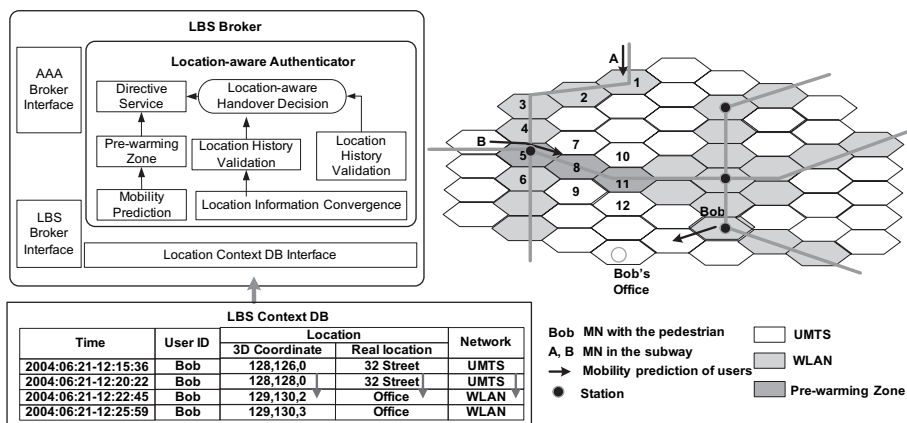 LBS Broker
AAA
Broker
Interface
LBS
Broker
Interface
Location-aware Authenticator
Directive
Service
Location-aware
Handover Decision
Pre-warming
Zone
Location History
Validation
Location
History
Validation
Mobility
Prediction
Location Information Convergence
Location Context DB Interface
LBS Context DB
Time User ID Location Network
3D Coordinate Real location
2004:06:21-12:15:36 Bob 128,126,0 32 Street UMTS
2004:06:21-12:20:22 Bob 128,128,0 32 Street UMTS
2004:06:21-12:22:45 Bob 129,130,2 Office WLAN
2004:06:21-12:25:59 Bob 129,130,3 Office WLAN
A
1
2
3
4
B
7
5
8
10
6
9
11
12
Bob
Bob's
Office
Bob MN with the pedestrian
A, B MN in the subway
Mobility prediction of users
Station
UMTS
WLAN
Pre-warming Zone